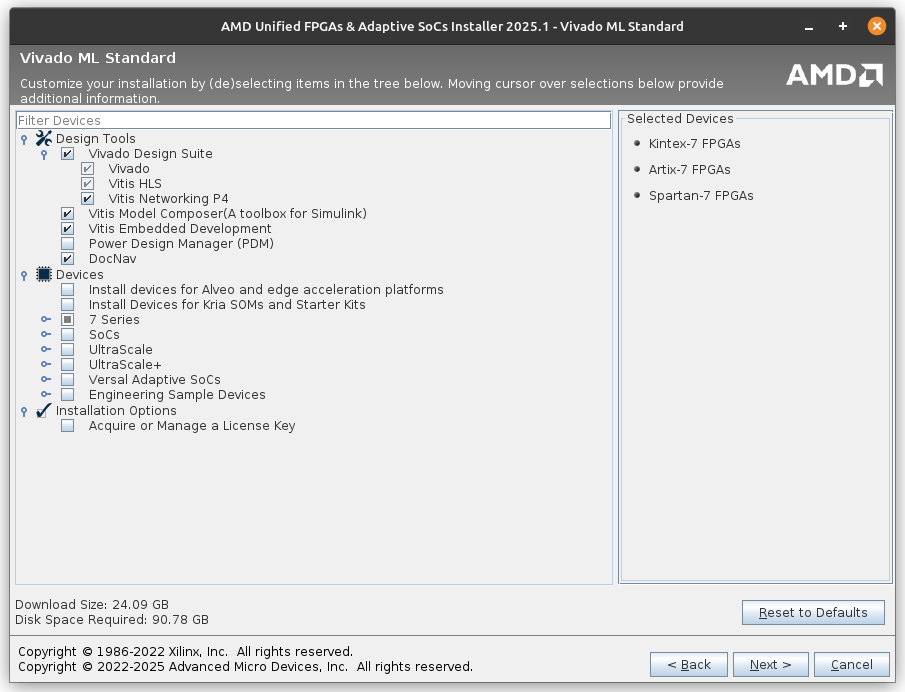 AMD Unified FPGAs & Adaptive SoCs Installer 2025.1 - Vivado ML Standard
Vivado ML Standard
Customize your installation by (de)selecting items in the tree below. Moving cursor over selections below provide
additional information.
AMD
Filter Devices
Design Tools
Vivado Design Suite
Vivado
Vitis HLS
Vitis Networking P4
Vitis Model Composer(A toolbox for Simulink)
Vitis Embedded Development
Power Design Manager (PDM)
DocNav
Devices
Install devices for Alveo and edge acceleration platforms
Install Devices for Kria SOMs and Starter Kits
7 Series
SoCs
UltraScale
UltraScale+
Versal Adaptive SoCs
Engineering Sample Devices
Installation Options
Acquire or Manage a License Key
Selected Devices
Kintex-7 FPGAs
Artix-7 FPGAs
Spartan-7 FPGAs
Download Size: 24.09 GB
Disk Space Required: 90.78 GB
Reset to Defaults
Copyright © 1986-2022 Xilinx, Inc. All rights reserved.
Copyright © 2022-2025 Advanced Micro Devices, Inc. All rights reserved.
< Back
Next >
Cancel